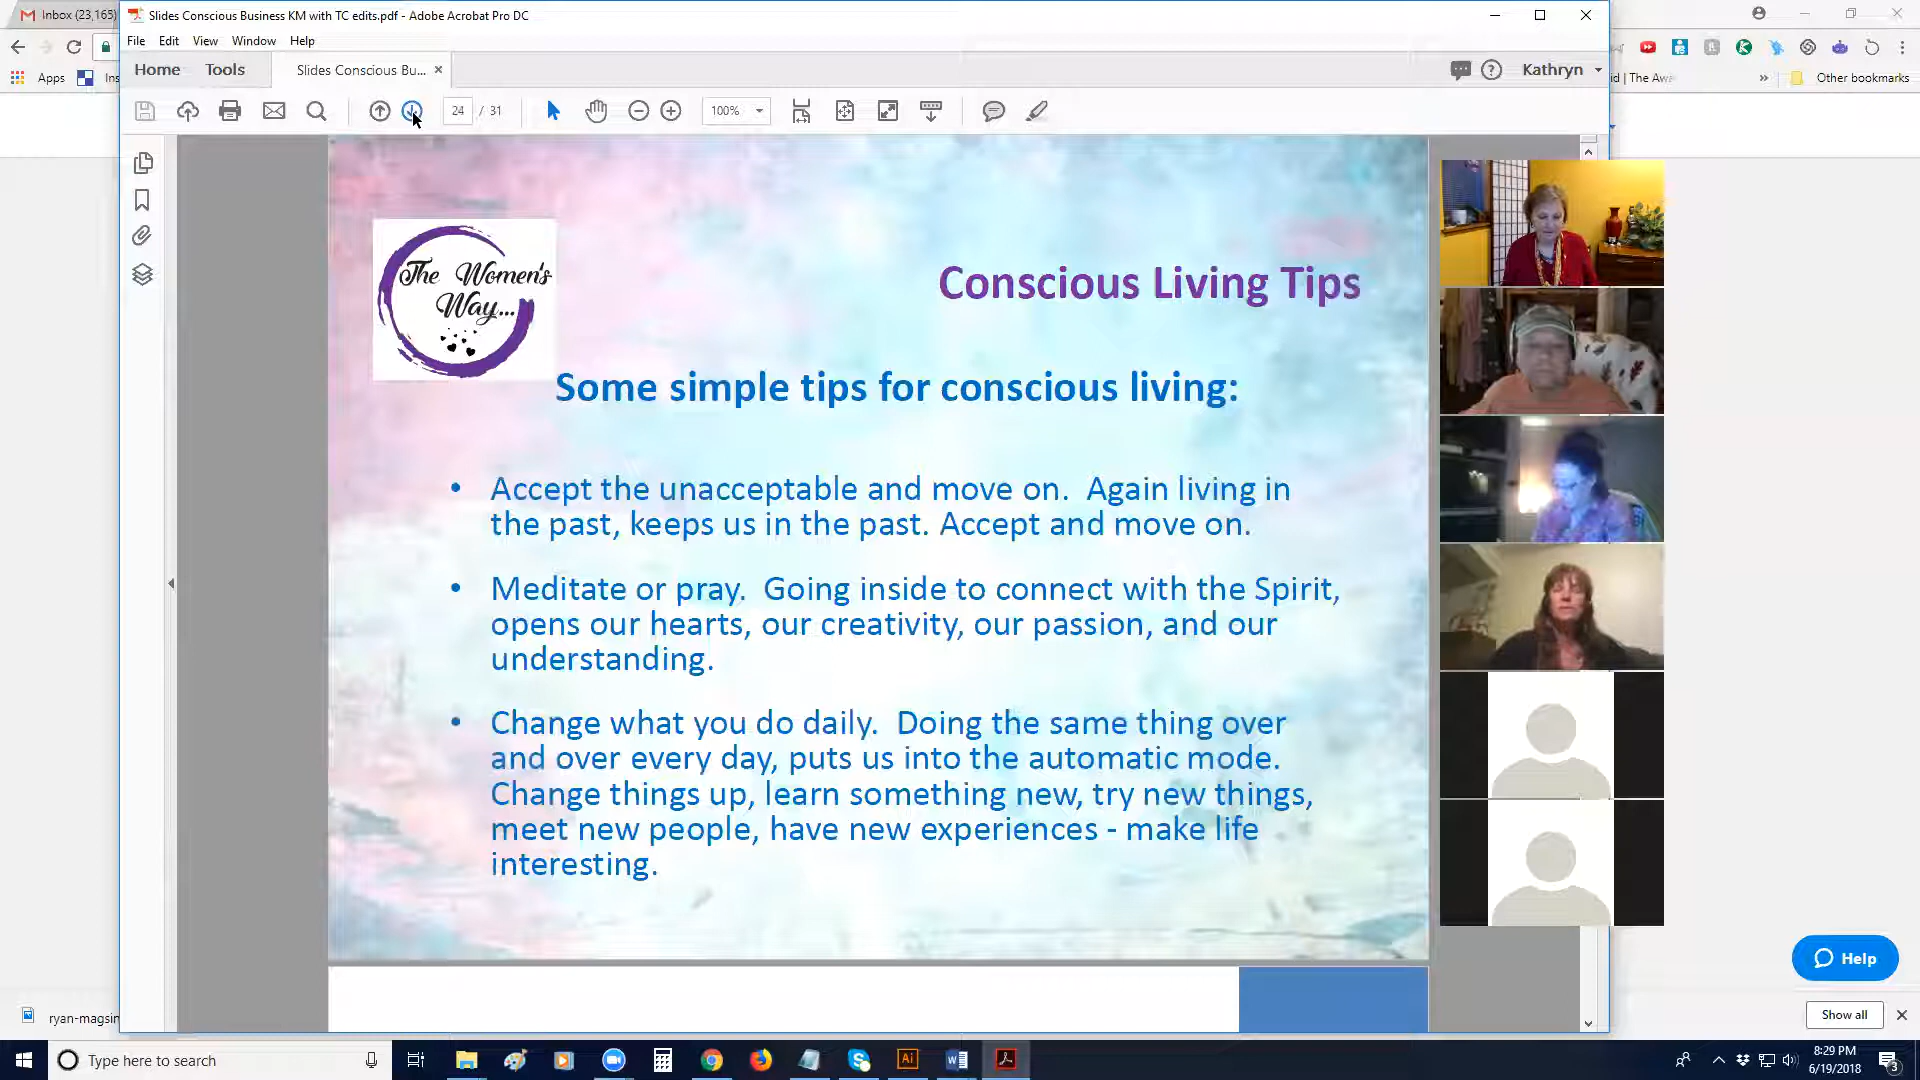 Inbox (23,165)
Slides Conscious Business KM with TC edits.pdf - Adobe Acrobat Pro DC
File Edit View Window Help
Home Tools Slides Conscious Bu... Kathryn
Apps Ins Other bookmarks
id | The Awa
24 / 31 100%
The Women's
Way...
Conscious Living Tips
Some simple tips for conscious living:
• Accept the unacceptable and move on. Again living in
the past, keeps us in the past. Accept and move on.
• Meditate or pray. Going inside to connect with the Spirit,
opens our hearts, our creativity, our passion, and our
understanding.
• Change what you do daily. Doing the same thing over
and over every day, puts us into the automatic mode.
Change things up, learn something new, try new things,
meet new people, have new experiences - make life
interesting.
Help
ryan-magsin
Show all
Type here to search
8:29 PM
6/19/2018
3